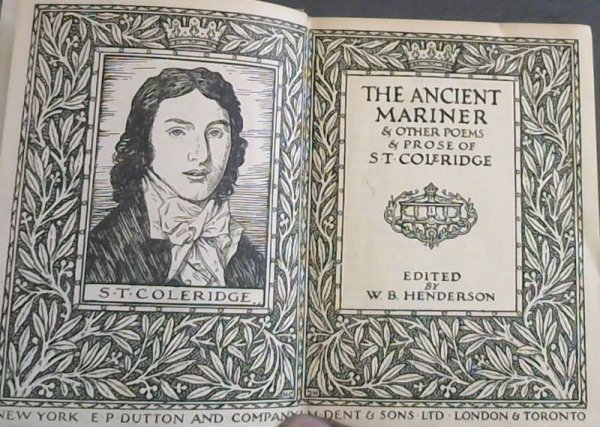 S·T·COLERIDGE
NEW YORK E·P·DUTTON AND COMPANY
THE ANCIENT
MARINER
& OTHER POEMS
& PROSE OF
S·T·COLERIDGE
EDITED
BY
W. B. HENDERSON
M DENT & SONS LTD · LONDON & TORONTO